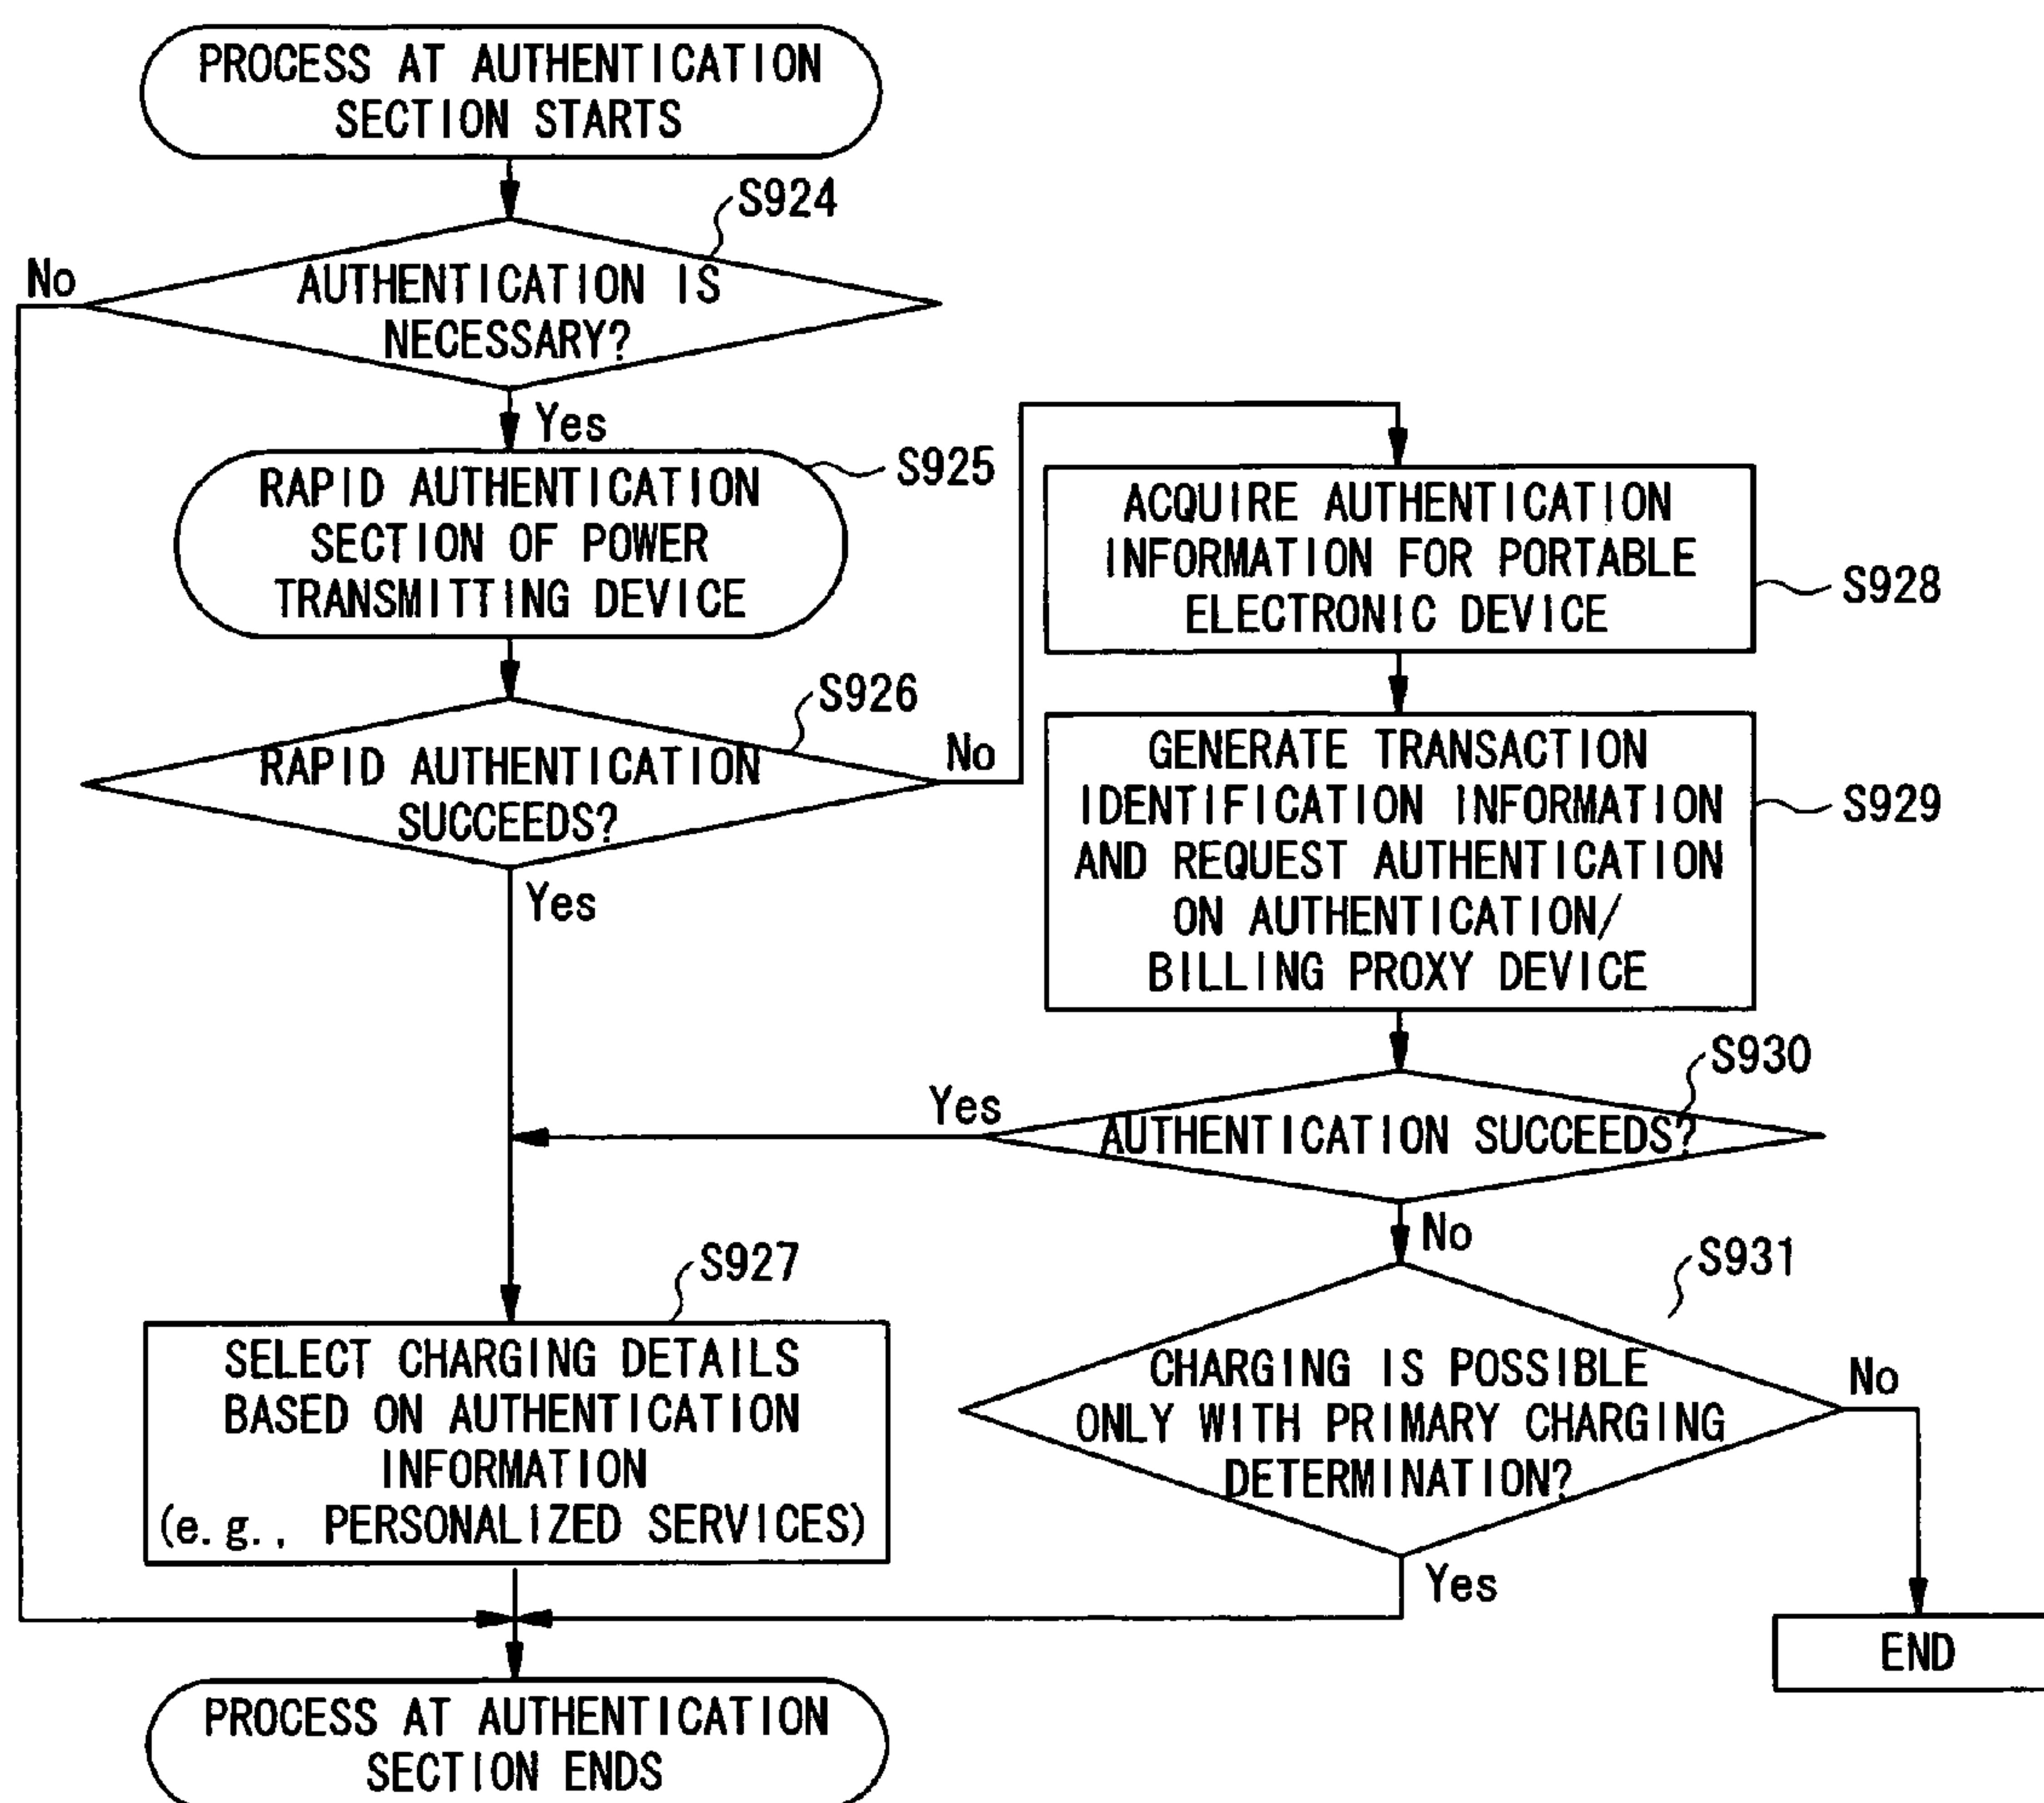 PROCESS AT AUTHENTICATION
SECTION STARTS
S924
No
AUTHENTICATION IS
NECESSARY?
Yes
RAPID AUTHENTICATION
SECTION OF POWER
TRANSMITTING DEVICE
S925
S926
RAPID AUTHENTICATION
SUCCEEDS?
No
Yes
ACQUIRE AUTHENTICATION
INFORMATION FOR PORTABLE
ELECTRONIC DEVICE
S928
GENERATE TRANSACTION
IDENTIFICATION INFORMATION
AND REQUEST AUTHENTICATION
ON AUTHENTICATION/
BILLING PROXY DEVICE
S929
S930
Yes
AUTHENTICATION SUCCEEDS?
No
S927
SELECT CHARGING DETAILS
BASED ON AUTHENTICATION
INFORMATION
(e.g., PERSONALIZED SERVICES)
S931
CHARGING IS POSSIBLE
ONLY WITH PRIMARY CHARGING
DETERMINATION?
No
Yes
END
PROCESS AT AUTHENTICATION
SECTION ENDS